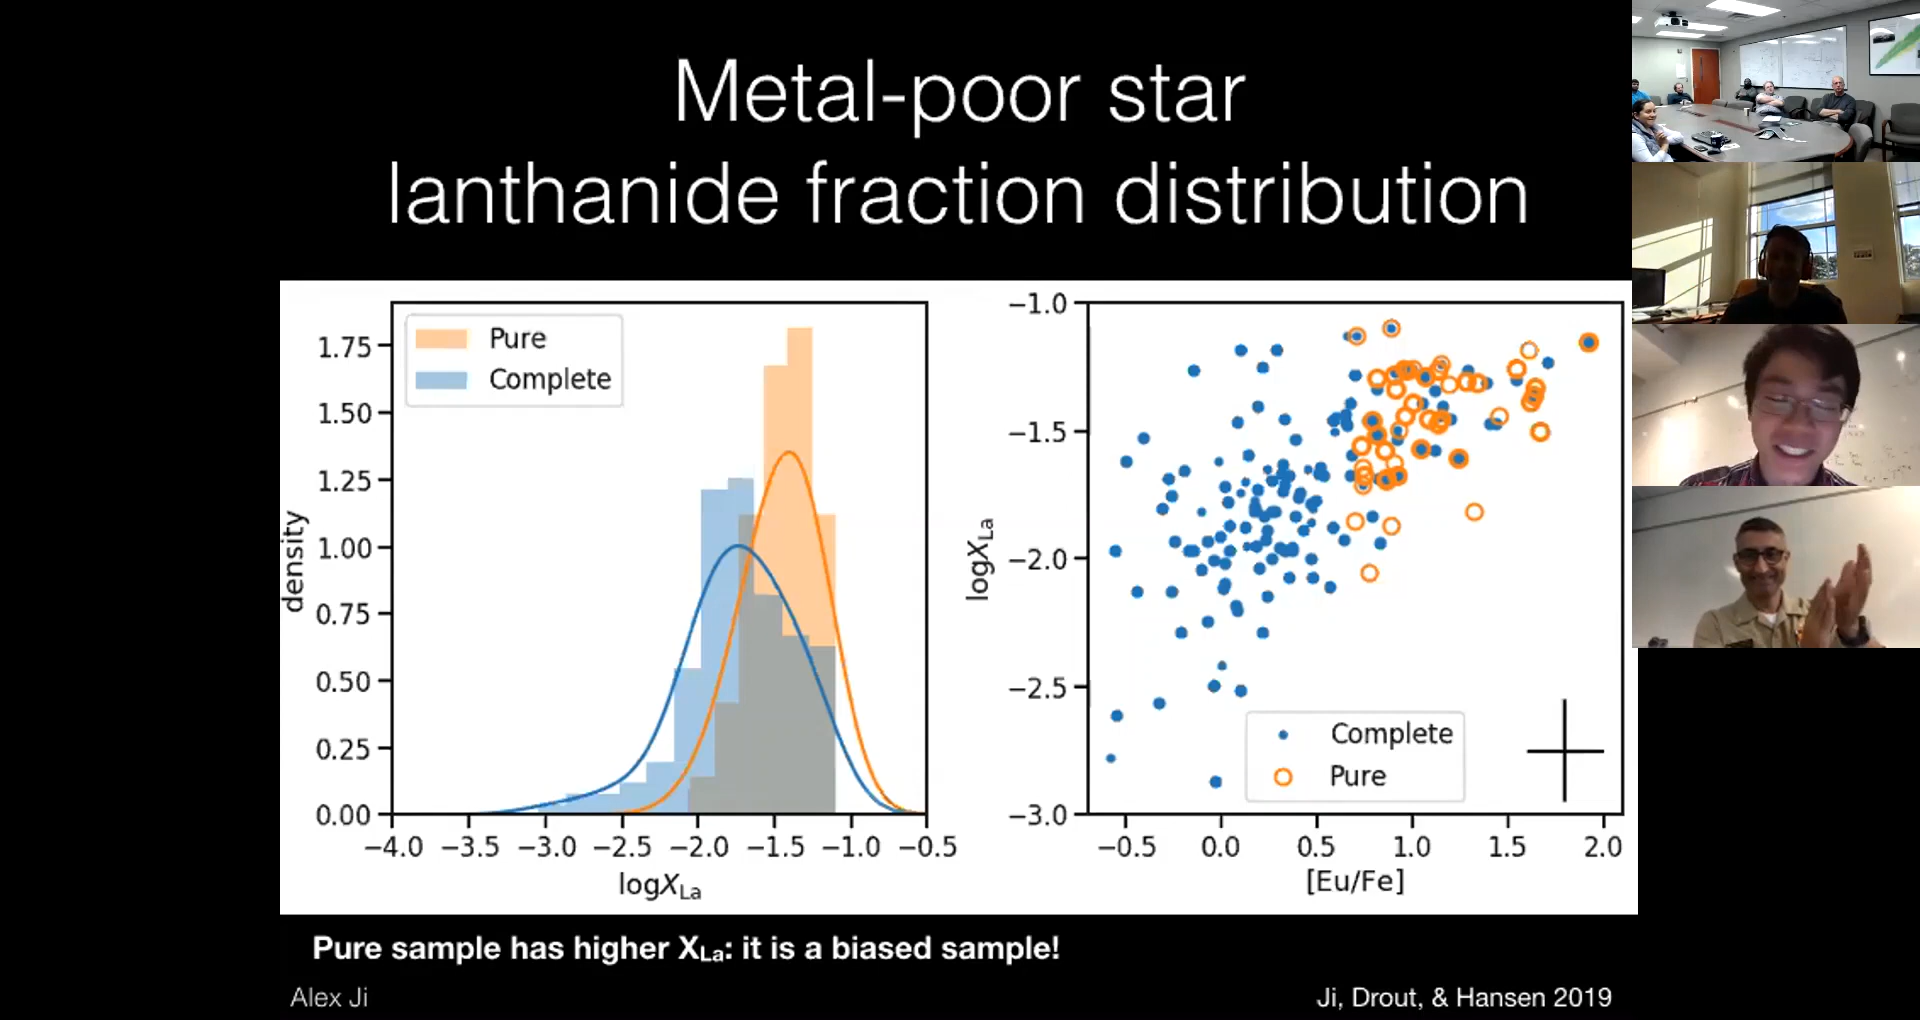 Metal-poor star
lanthanide fraction distribution
Pure
Complete
1.75
1.50
1.25
1.00
0.75
0.50
0.25
0.00
density
−4.0 −3.5 −3.0 −2.5 −2.0 −1.5 −1.0 −0.5
logXLa
−1.0
−1.5
−2.0
−2.5
−3.0
logXLa
Complete
Pure
−0.5 0.0 0.5 1.0 1.5 2.0
[Eu/Fe]
Pure sample has higher XLa: it is a biased sample!
Alex Ji
Ji, Drout, & Hansen 2019